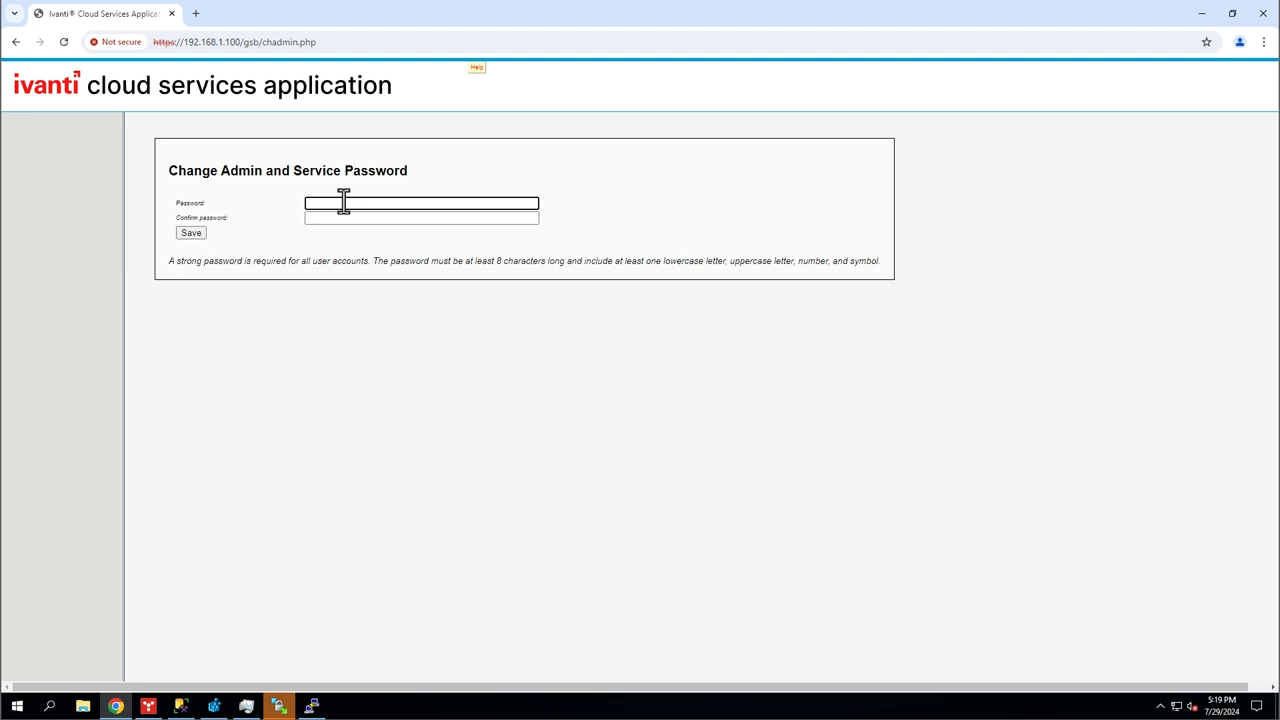 Ivanti® Cloud Services Applicat
Not secure
https://192.168.1.100/gsb/chadmin.php
Help
ivanti cloud services application
Change Admin and Service Password
Password:
Confirm password:
Save
A strong password is required for all user accounts. The password must be at least 8 characters long and include at least one lowercase letter, uppercase letter, number, and symbol.
5:19 PM
7/29/2024